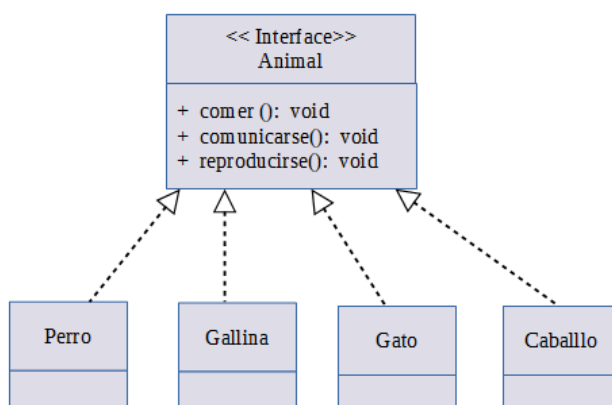 << Interface>>
Animal
+ comer (): void
+ comunicarse(): void
+ reproducirse(): void
Perro
Gallina
Gato
Caballlo